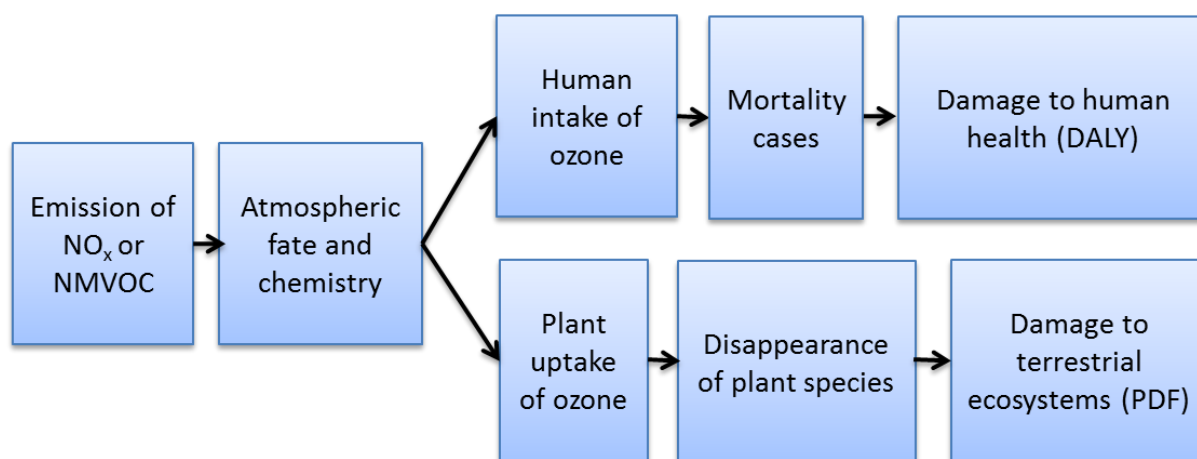 Emission of
NOx or
NMVOC
Atmospheric
fate and
chemistry
Human
intake of
ozone
Mortality
cases
Damage to human
health (DALY)
Plant
uptake
of ozone
Disappearance
of plant species
Damage to
terrestrial
ecosystems (PDF)